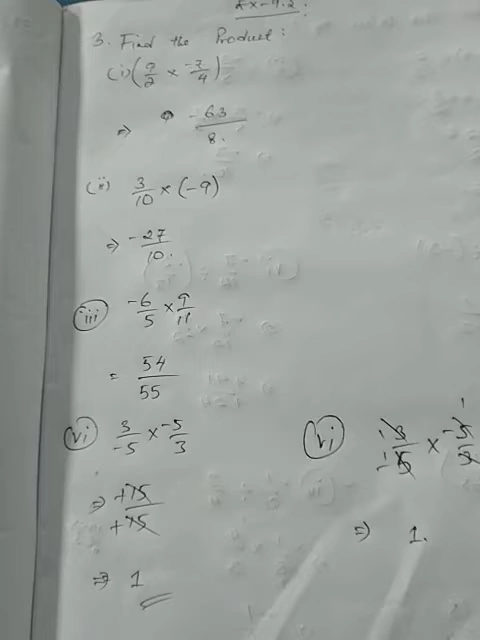 Ex-9.2.
3. Find the Product:
(i) (9/2 × -7/4)
⇒ -63/8.
(ii) 3/10 × (-9)
⇒ -27/10.
iii -6/5 × 9/11
= 54/55
vi 3/-5 × -5/3
⇒ +15/+15
⇒ 1
vi 3/-5 × -5/3
⇒ 1.